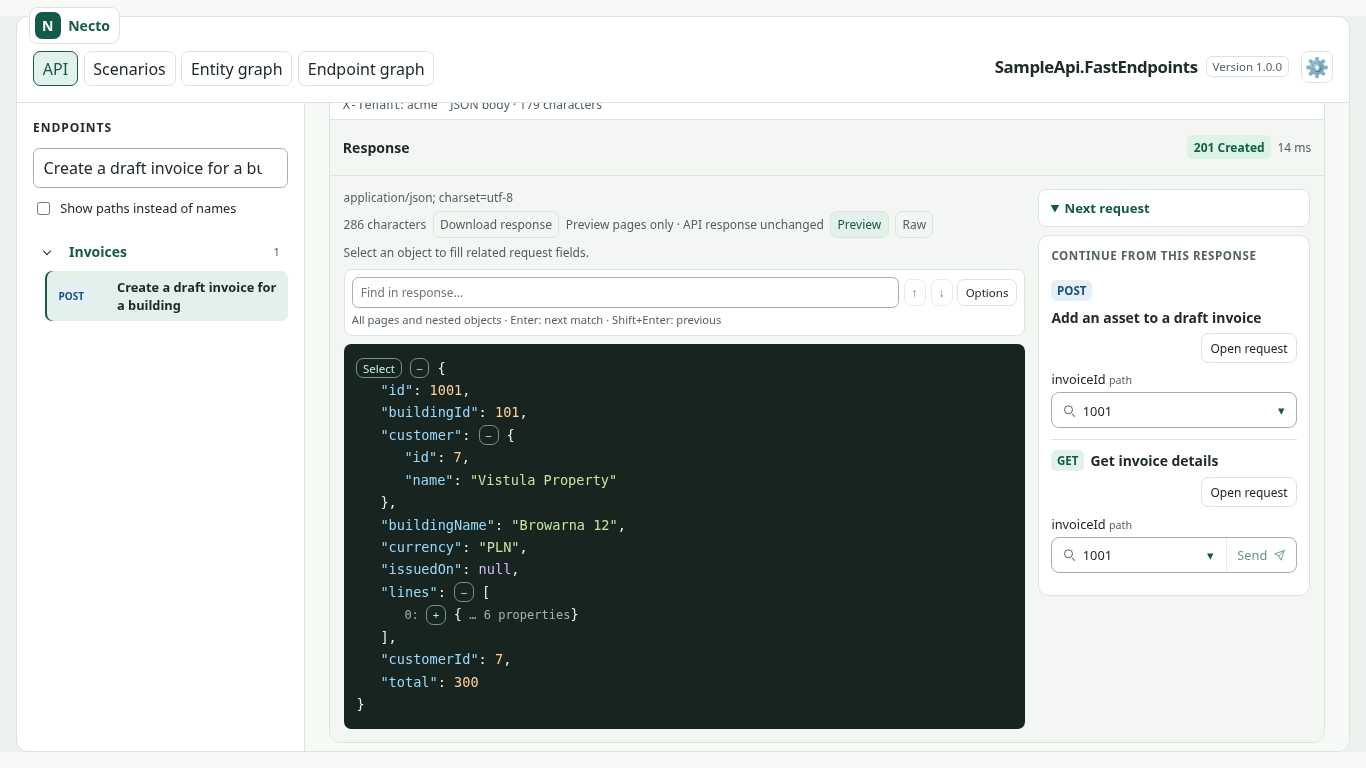 N Necto
API Scenarios Entity graph Endpoint graph
SampleApi.FastEndpoints Version 1.0.0
ENDPOINTS
Create a draft invoice for a bu
Show paths instead of names
Invoices 1
POST Create a draft invoice for
a building
X-Tenant: acme JSON body · 179 characters
Response 201 Created 14 ms
application/json; charset=utf-8
286 characters Download response Preview pages only · API response unchanged Preview Raw
Select an object to fill related request fields.
Find in response... ↑ ↓ Options
All pages and nested objects · Enter: next match · Shift+Enter: previous
Select − {
"id": 1001,
"buildingId": 101,
"customer": − {
"id": 7,
"name": "Vistula Property"
},
"buildingName": "Browarna 12",
"currency": "PLN",
"issuedOn": null,
"lines": − [
0: + { … 6 properties}
],
"customerId": 7,
"total": 300
}
▼ Next request
CONTINUE FROM THIS RESPONSE
POST
Add an asset to a draft invoice
Open request
invoiceId path
1001 ▼
GET Get invoice details
Open request
invoiceId path
1001 ▼ Send